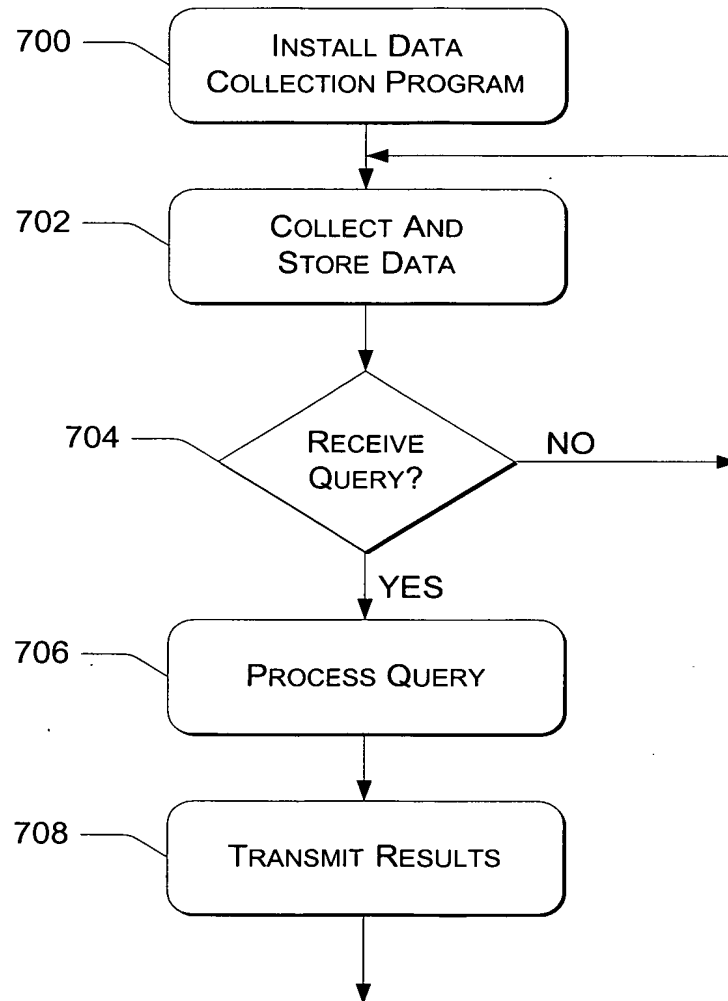 700
INSTALL DATA
COLLECTION PROGRAM
702
COLLECT AND
STORE DATA
704
RECEIVE
QUERY?
NO
YES
706
PROCESS QUERY
708
TRANSMIT RESULTS